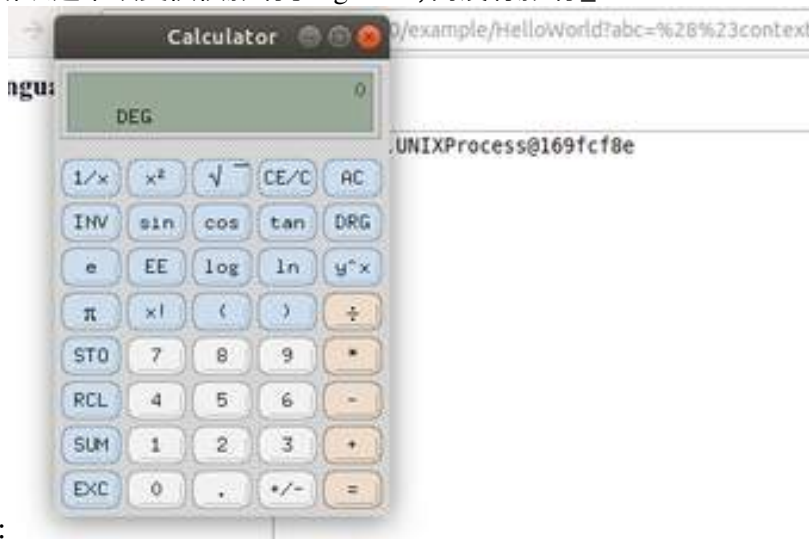 Calculator
0/example/HelloWorld?abc=%28%23context
0
DEG
.UNIXProcess@169fcf8e
1/x x² √‾ CE/C AC
INV sin cos tan DRG
e EE log ln y^x
π x! ( ) ÷
STO 7 8 9 *
RCL 4 5 6 -
SUM 1 2 3 +
EXC 0 . +/- =
: